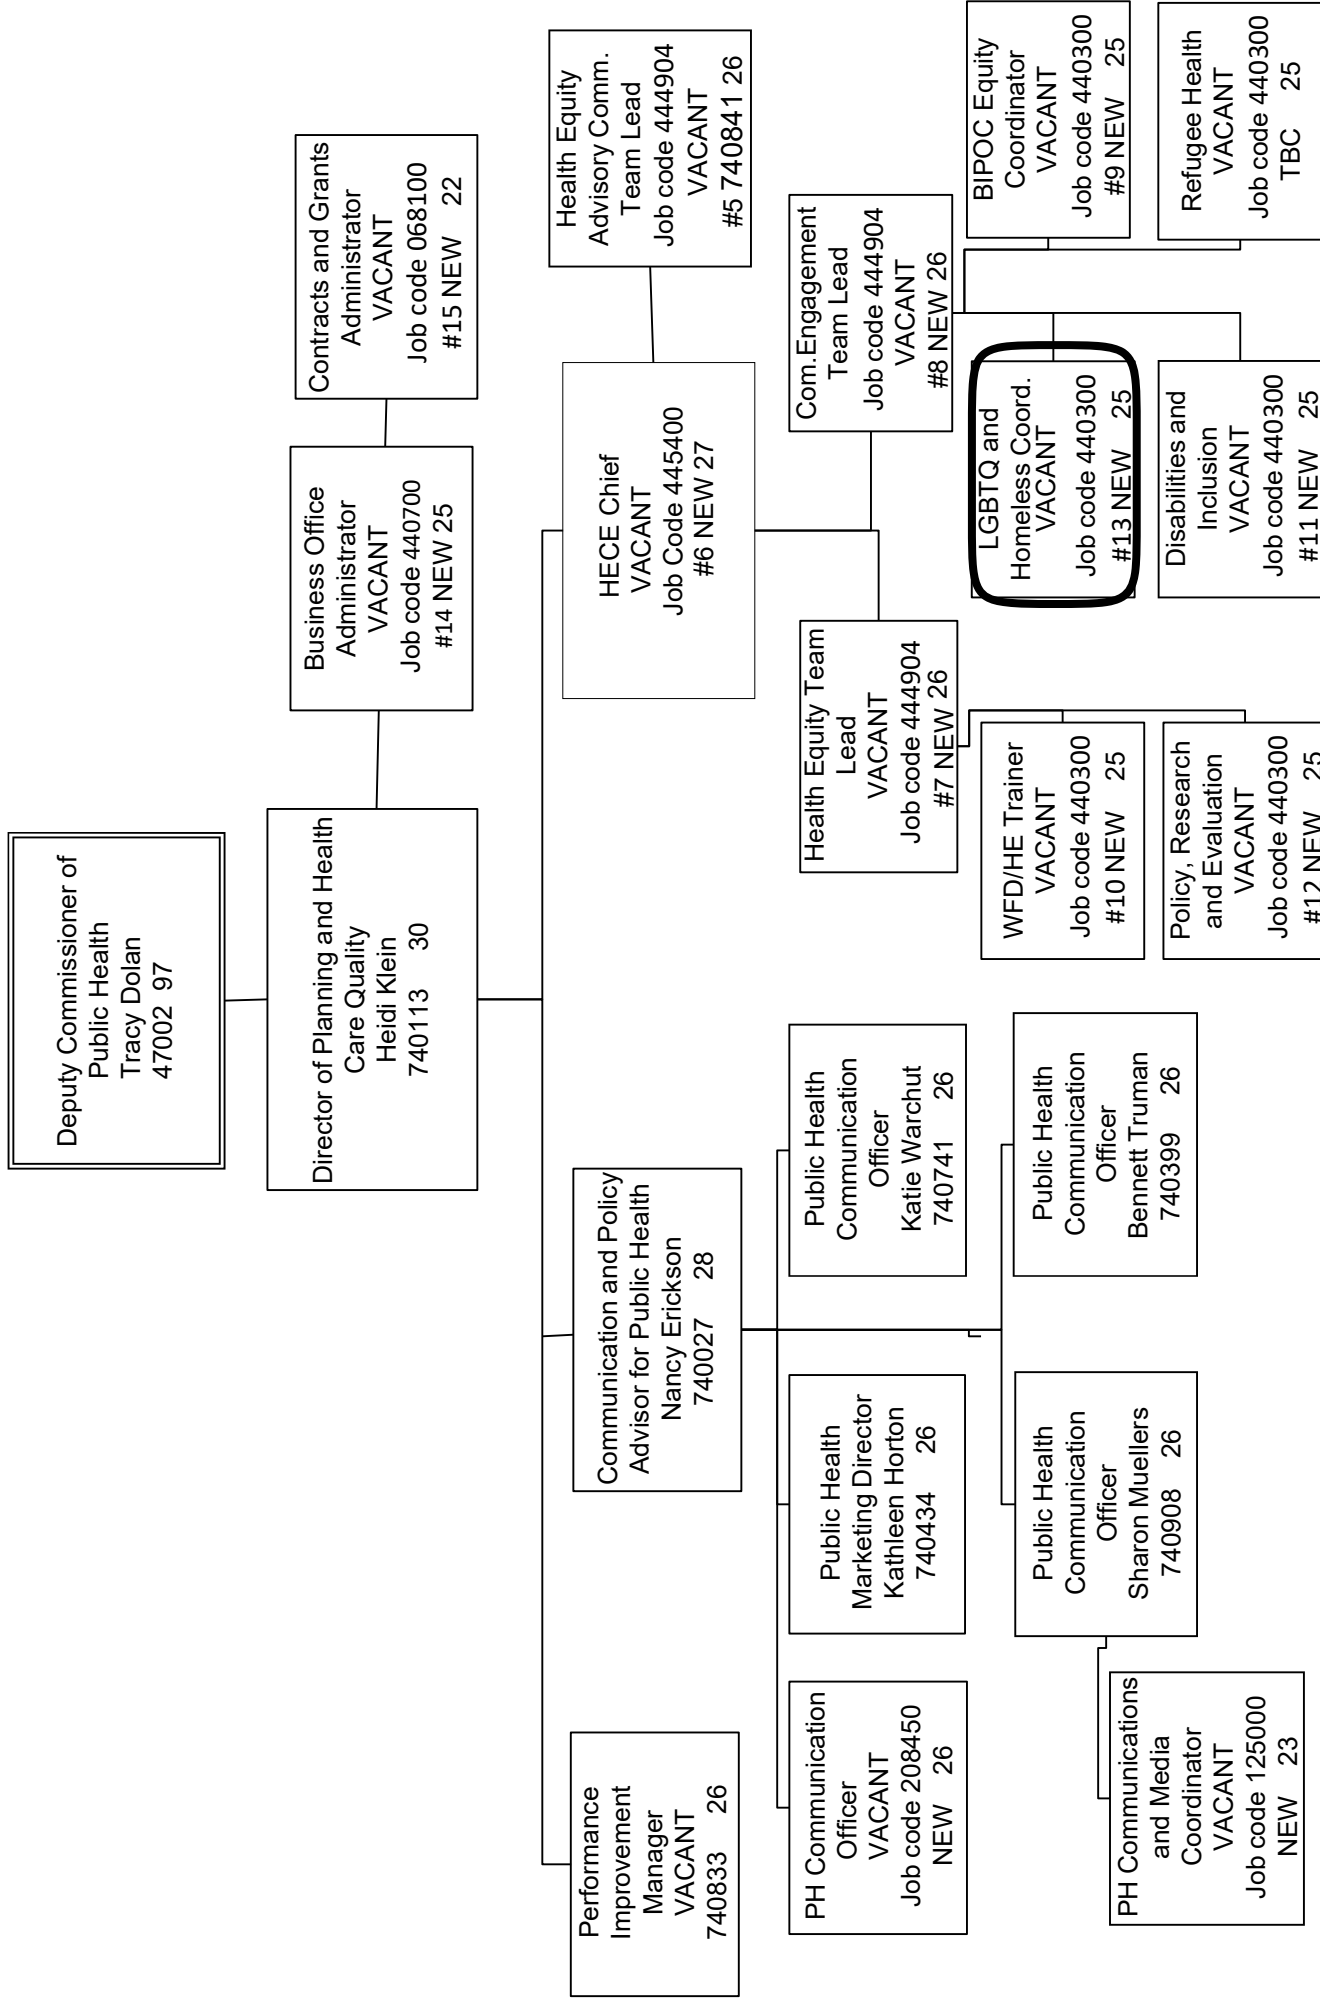 Deputy Commissioner of
Public Health
Tracy Dolan
47002 97
Director of Planning and Health
Care Quality
Heidi Klein
740113 30
Business Office
Administrator
VACANT
Job code 440700
#14 NEW 25
Contracts and Grants
Administrator
VACANT
Job code 068100
#15 NEW 22
Performance
Improvement
Manager
VACANT
740833 26
Communication and Policy
Advisor for Public Health
Nancy Erickson
740027 28
HECE Chief
VACANT
Job Code 445400
#6 NEW 27
Health Equity
Advisory Comm.
Team Lead
Job code 444904
VACANT
#5 740841 26
PH Communication
Officer
VACANT
Job code 208450
NEW 26
Public Health
Marketing Director
Kathleen Horton
740434 26
Public Health
Communication
Officer
Katie Warchut
740741 26
Health Equity Team
Lead
VACANT
Job code 444904
#7 NEW 26
Com.Engagement
Team Lead
Job code 444904
VACANT
#8 NEW 26
PH Communications
and Media
Coordinator
VACANT
Job code 125000
NEW 23
Public Health
Communication
Officer
Sharon Muellers
740908 26
Public Health
Communication
Officer
Bennett Truman
740399 26
WFD/HE Trainer
VACANT
Job code 440300
#10 NEW 25
LGBTQ and
Homeless Coord.
VACANT
Job code 440300
#13 NEW 25
BIPOC Equity
Coordinator
VACANT
Job code 440300
#9 NEW 25
Policy, Research
and Evaluation
VACANT
Job code 440300
#12 NEW 25
Disabilities and
Inclusion
VACANT
Job code 440300
#11 NEW 25
Refugee Health
VACANT
Job code 440300
TBC 25